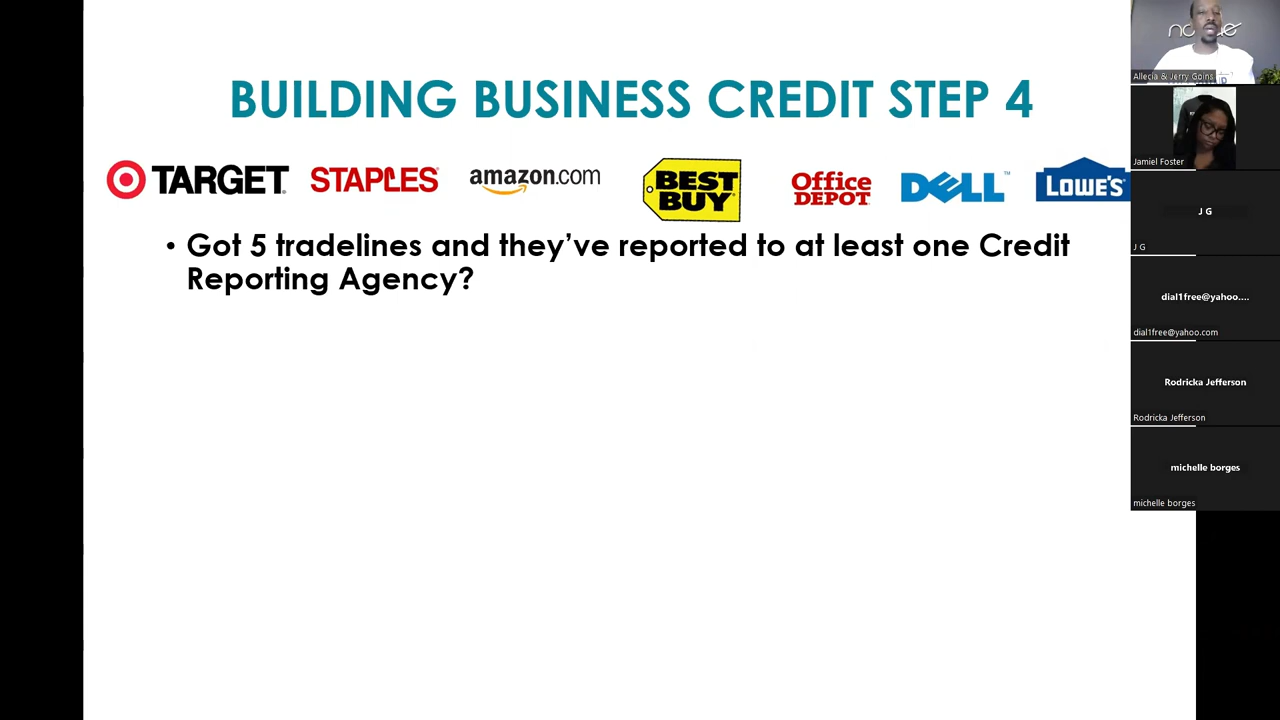 BUILDING BUSINESS CREDIT STEP 4
TARGET
STAPLES
amazon.com
BEST
BUY
Office
DEPOT
DELL
LOWE'S
• Got 5 tradelines and they’ve reported to at least one Credit
Reporting Agency?
Allecia & Jerry Goins
Jamiel Foster
J G
J G
dial1free@yahoo....
dial1free@yahoo.com
Rodricka Jefferson
Rodricka Jefferson
michelle borges
michelle borges